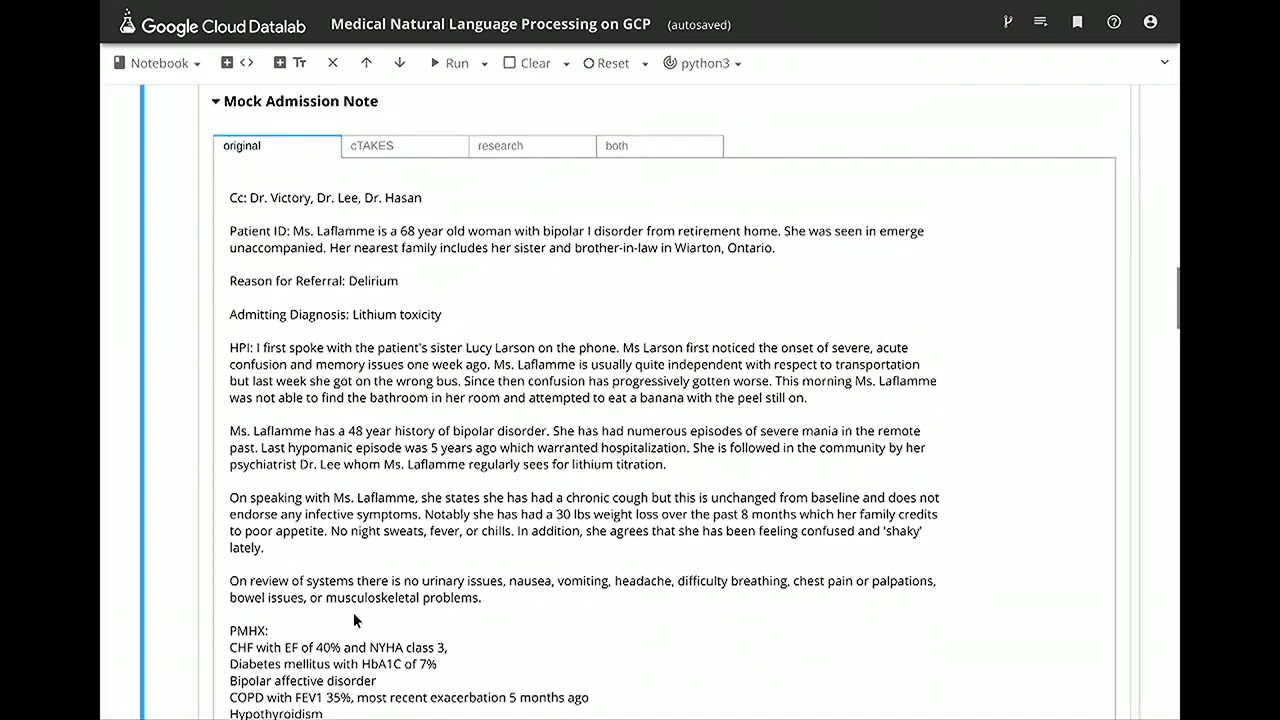 Google Cloud Datalab Medical Natural Language Processing on GCP (autosaved)
Notebook Tr Run Clear Reset python3
Mock Admission Note
original cTAKES research both
Cc: Dr. Victory, Dr. Lee, Dr. Hasan
Patient ID: Ms. Laflamme is a 68 year old woman with bipolar I disorder from retirement home. She was seen in emerge
unaccompanied. Her nearest family includes her sister and brother-in-law in Wiarton, Ontario.
Reason for Referral: Delirium
Admitting Diagnosis: Lithium toxicity
HPI: I first spoke with the patient's sister Lucy Larson on the phone. Ms Larson first noticed the onset of severe, acute
confusion and memory issues one week ago. Ms. Laflamme is usually quite independent with respect to transportation
but last week she got on the wrong bus. Since then confusion has progressively gotten worse. This morning Ms. Laflamme
was not able to find the bathroom in her room and attempted to eat a banana with the peel still on.
Ms. Laflamme has a 48 year history of bipolar disorder. She has had numerous episodes of severe mania in the remote
past. Last hypomanic episode was 5 years ago which warranted hospitalization. She is followed in the community by her
psychiatrist Dr. Lee whom Ms. Laflamme regularly sees for lithium titration.
On speaking with Ms. Laflamme, she states she has had a chronic cough but this is unchanged from baseline and does not
endorse any infective symptoms. Notably she has had a 30 lbs weight loss over the past 8 months which her family credits
to poor appetite. No night sweats, fever, or chills. In addition, she agrees that she has been feeling confused and 'shaky'
lately.
On review of systems there is no urinary issues, nausea, vomiting, headache, difficulty breathing, chest pain or palpations,
bowel issues, or musculoskeletal problems.
PMHX:
CHF with EF of 40% and NYHA class 3,
Diabetes mellitus with HbA1C of 7%
Bipolar affective disorder
COPD with FEV1 35%, most recent exacerbation 5 months ago
Hypothyroidism